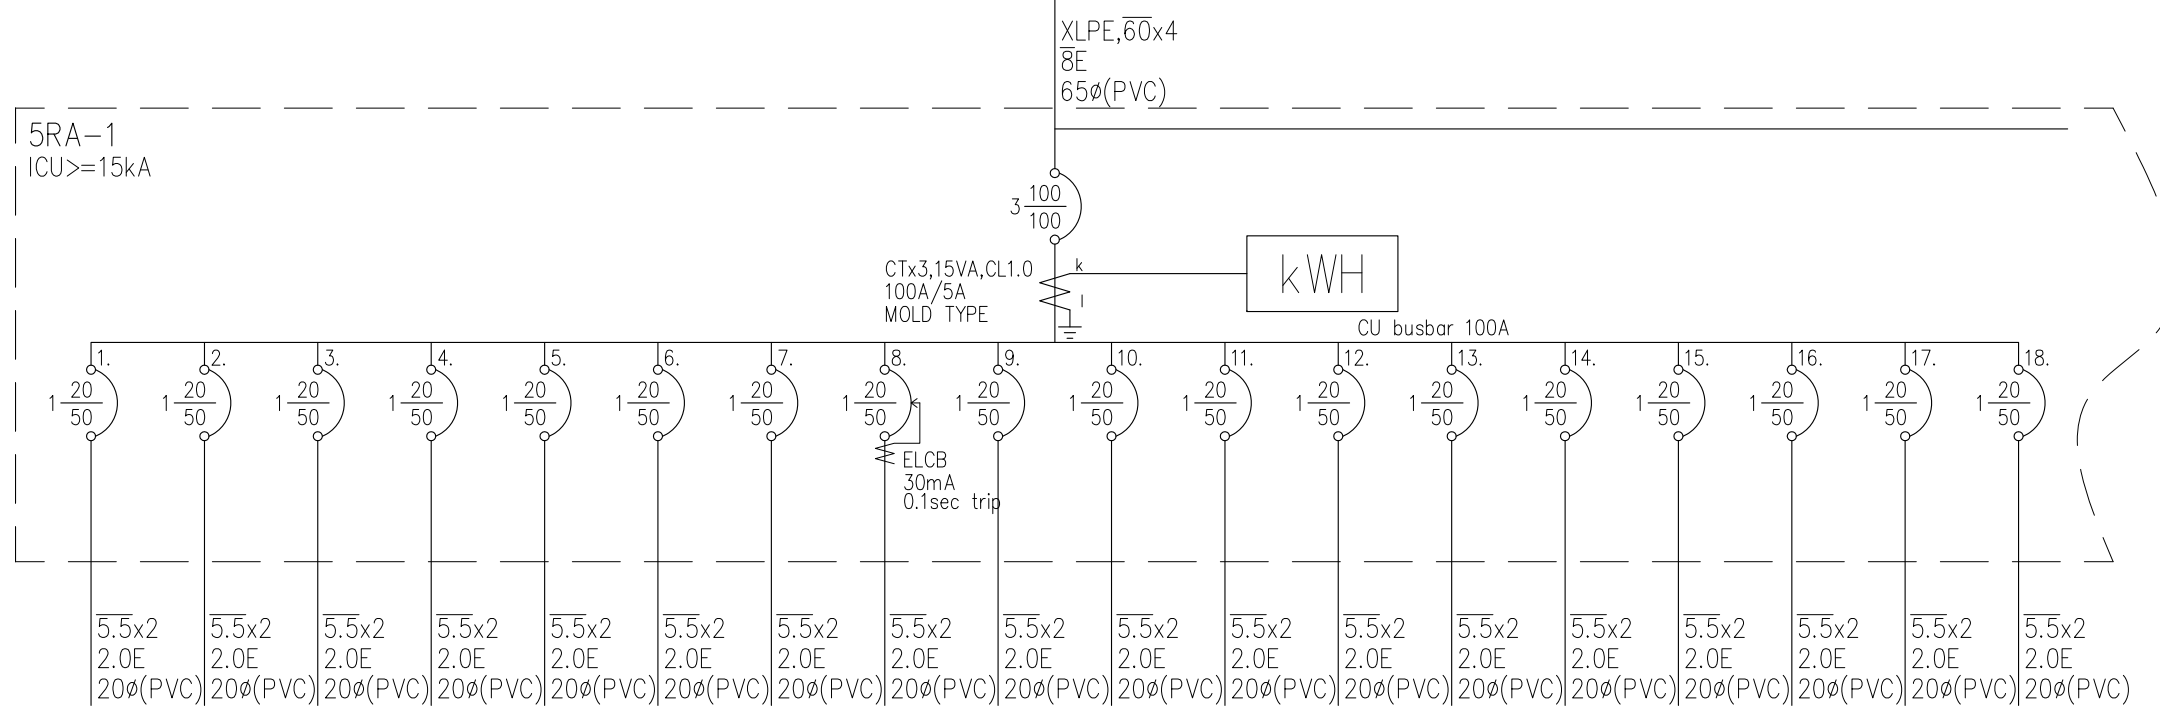 XLPE,60x4
8E
65ø(PVC)
5RA-1
ICU>=15kA
3 100
100
CTx3,15VA,CL1.0
100A/5A
MOLD TYPE
k
l
kWH
CU busbar 100A
1. 2. 3. 4. 5. 6. 7. 8. 9. 10. 11. 12. 13. 14. 15. 16. 17. 18.
20 20 20 20 20 20 20 20 20 20 20 20 20 20 20 20 20 20
1 1 1 1 1 1 1 1 1 1 1 1 1 1 1 1 1 1
50 50 50 50 50 50 50 50 50 50 50 50 50 50 50 50 50 50
ELCB
30mA
0.1sec trip
5.5x2 5.5x2 5.5x2 5.5x2 5.5x2 5.5x2 5.5x2 5.5x2 5.5x2 5.5x2 5.5x2 5.5x2 5.5x2 5.5x2 5.5x2 5.5x2 5.5x2 5.5x2
2.0E 2.0E 2.0E 2.0E 2.0E 2.0E 2.0E 2.0E 2.0E 2.0E 2.0E 2.0E 2.0E 2.0E 2.0E 2.0E 2.0E 2.0E
20ø(PVC) 20ø(PVC) 20ø(PVC) 20ø(PVC) 20ø(PVC) 20ø(PVC) 20ø(PVC) 20ø(PVC) 20ø(PVC) 20ø(PVC) 20ø(PVC) 20ø(PVC) 20ø(PVC) 20ø(PVC) 20ø(PVC) 20ø(PVC) 20ø(PVC) 20ø(PVC)